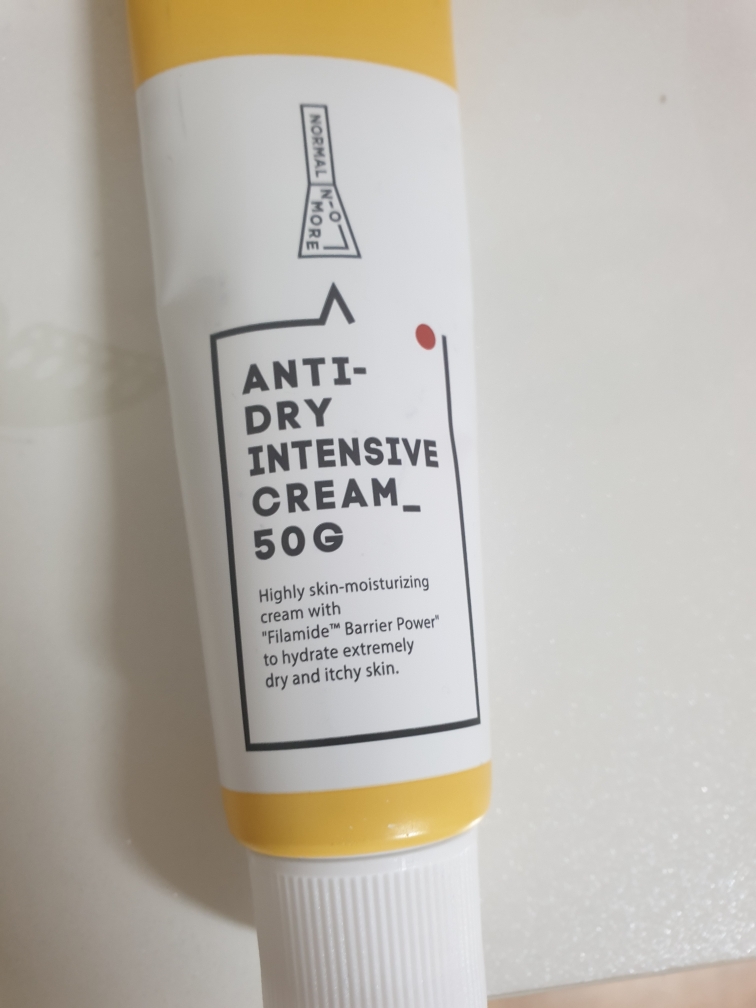 NORMAL
NO
MORE
ANTI-
DRY
INTENSIVE
CREAM_
50G
Highly skin-moisturizing
cream with
"Filamide™ Barrier Power"
to hydrate extremely
dry and itchy skin.